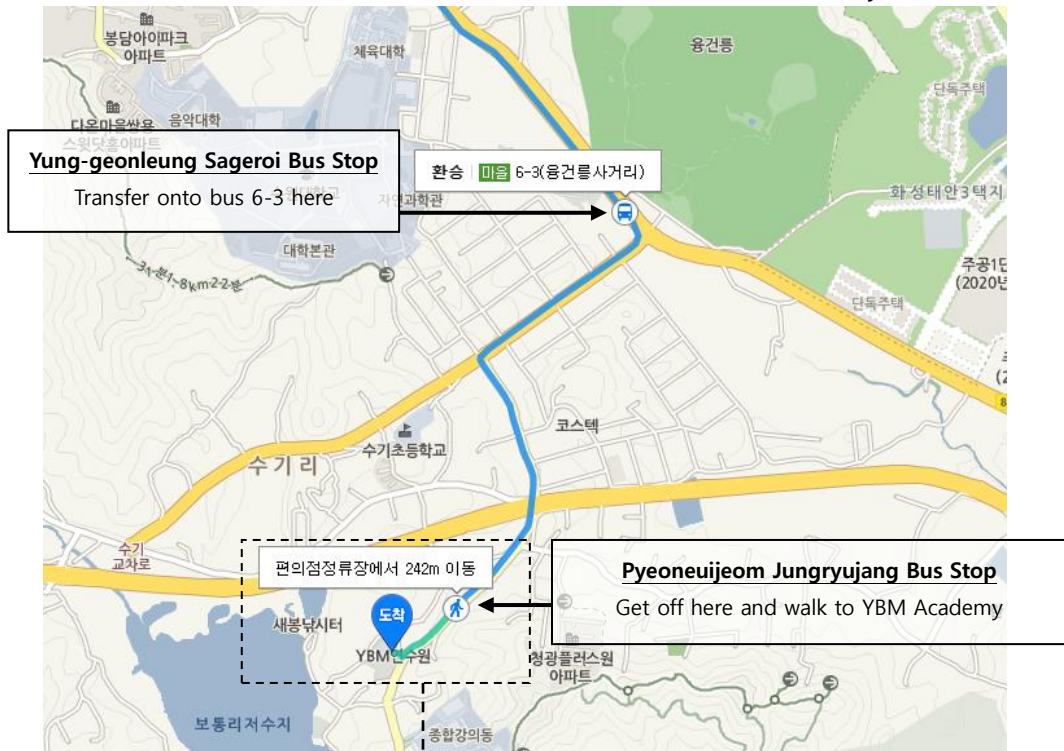 봉담아이파크
아파트
체육대학
융건릉
단독주택
다온마을쌍용
스윗닷홈아파트
음악대학
Yung-geonleung Sageroi Bus Stop
Transfer onto bus 6-3 here
환승 마을 6-3(융건릉사거리)
자연과학관
화성태안3택지
대학본관
주공1단
(2020년
단독주택
코스텍
수기초등학교
수기리
수기
교차로
편의점정류장에서 242m 이동
Pyeoneuijeom Jungryujang Bus Stop
Get off here and walk to YBM Academy
새봉낚시터
도착
YBM연수원
청광플러스원
아파트
보통리저수지
종합강의동